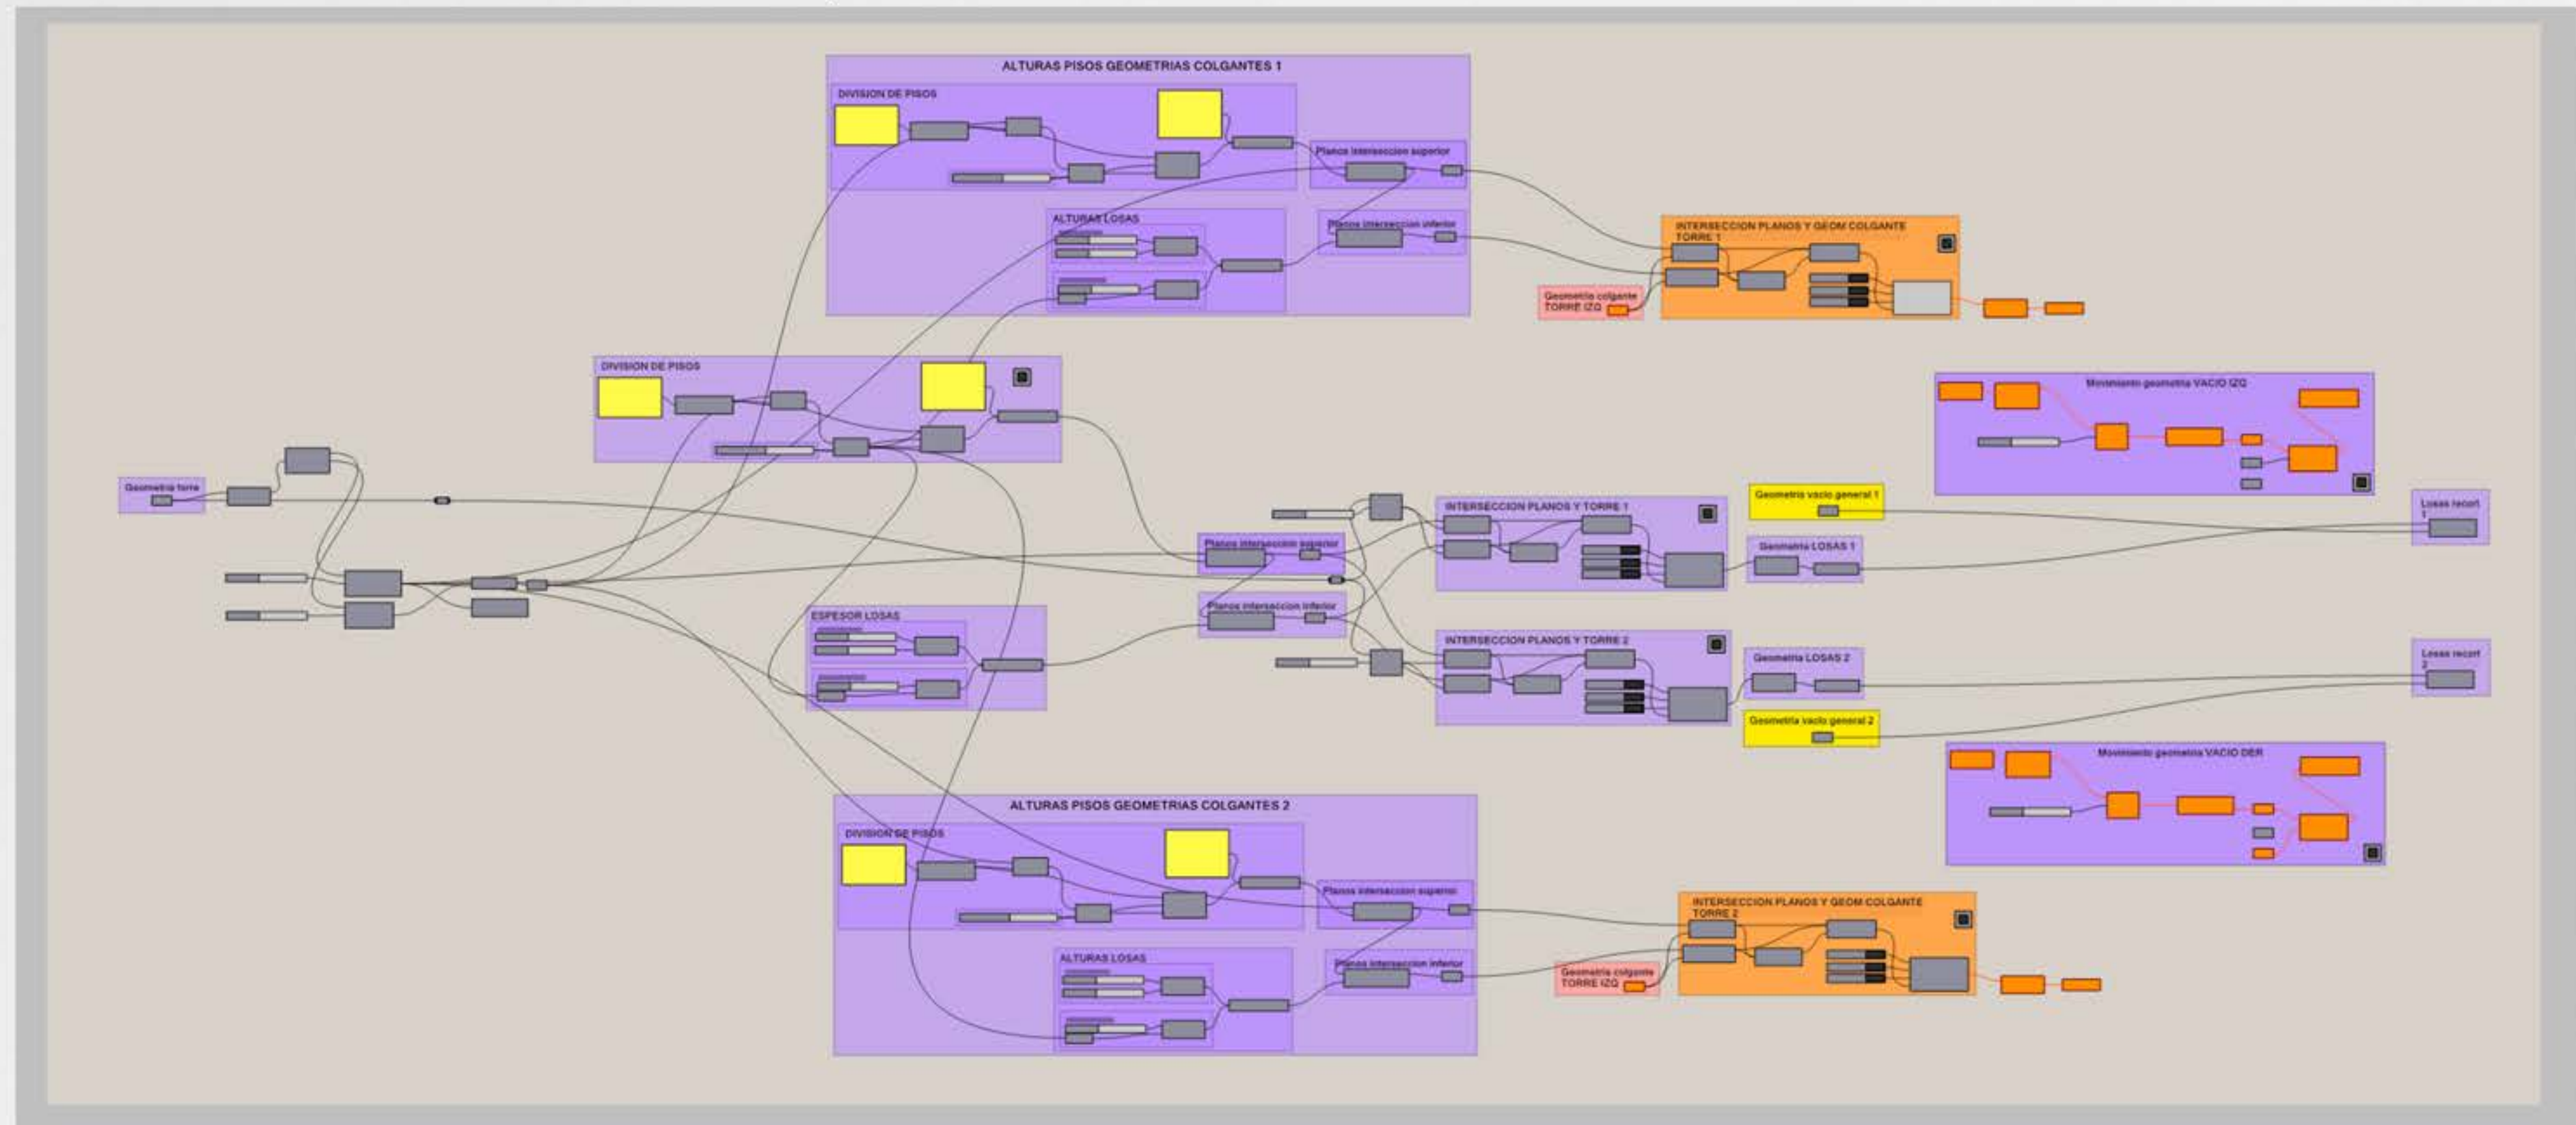 ALTURAS PISOS GEOMETRIAS COLGANTES 1
DIVISION DE PISOS
Planos interseccion superior
ALTURAS LOSAS
Planos interseccion inferior
INTERSECCION PLANOS Y GEOM COLGANTE
TORRE 1
Geometria colgante
TORRE IZQ
DIVISION DE PISOS
Movimiento geometria VACIO IZQ
Geometria torre
Geometria vacio general 1
Losas recort
1
INTERSECCION PLANOS Y TORRE 1
Planos interseccion superior
Geometria LOSAS 1
Planos interseccion inferior
ESPESOR LOSAS
INTERSECCION PLANOS Y TORRE 2
Geometria LOSAS 2
Losas recort
2
Geometria vacio general 2
Movimiento geometria VACIO DER
ALTURAS PISOS GEOMETRIAS COLGANTES 2
DIVISION DE PISOS
Planos interseccion superior
INTERSECCION PLANOS Y GEOM COLGANTE
TORRE 2
ALTURAS LOSAS
Planos interseccion inferior
Geometria colgante
TORRE IZQ